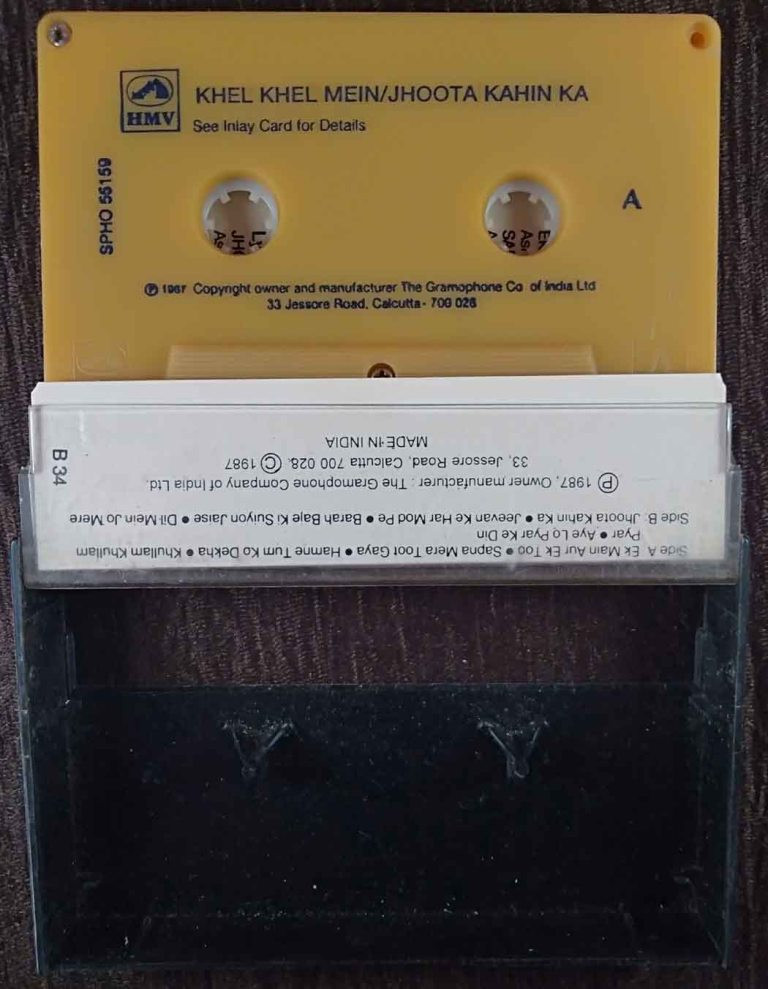 HMV
KHEL KHEL MEIN/JHOOTA KAHIN KA
See Inlay Card for Details
SPHO 56159
A
Ⓟ 1987 Copyright owner and manufacturer The Gramophone Co of India Ltd
33 Jessore Road, Calcutta - 700 028
B 34
Side A: Ek Main Aur Ek Too ● Sapna Mera Toot Gaya ● Hamne Tum Ko Dekha ● Khullam Khullam
Pyar ● Aye Lo Pyar Ke Din
Side B: Jhoota Kahin Ka ● Jeevan Ke Har Mod Pe ● Barah Baje Ki Suiyon Jaise ● Dil Mein Jo Mere
Ⓟ 1987, Owner manufacturer : The Gramophone Company of India Ltd.
33, Jessore Road, Calcutta 700 028. © 1987
MADE IN INDIA